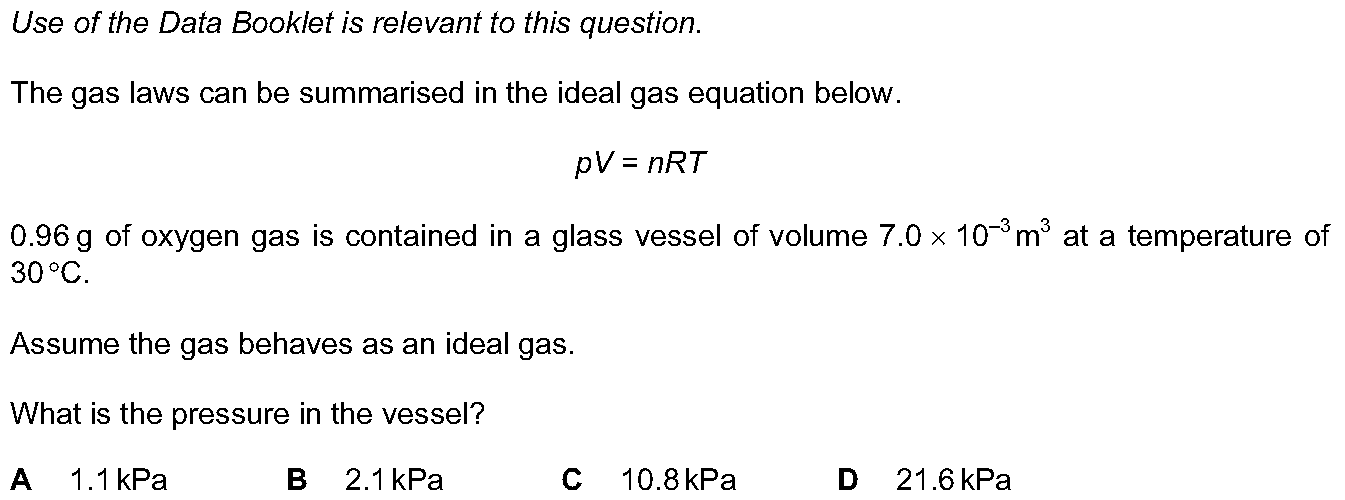 Use of the Data Booklet is relevant to this question.
The gas laws can be summarised in the ideal gas equation below.
pV = nRT
0.96 g of oxygen gas is contained in a glass vessel of volume 7.0 × 10⁻³ m³ at a temperature of
30 °C.
Assume the gas behaves as an ideal gas.
What is the pressure in the vessel?
A 1.1 kPa B 2.1 kPa C 10.8 kPa D 21.6 kPa